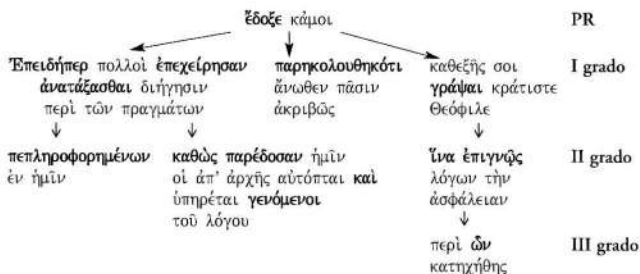 ἔδοξε κἀμοι PR
Ἐπειδήπερ πολλοὶ ἐπεχείρησαν παρηκολουθηκότι καθεξῆς σοι I grado
ἀνατάξασθαι διήγησιν ἄνωθεν πᾶσιν γράψαι κράτιστε
περὶ τῶν πραγμάτων ἀκριβῶς Θεόφιλε
πεπληροφορημένων καθὼς παρέδοσαν ἡμῖν ἵνα ἐπιγνῷς II grado
ἐν ἡμῖν οἱ ἀπ' ἀρχῆς αὐτόπται καὶ λόγων τὴν
ὑπηρέται γενόμενοι ἀσφάλειαν
τοῦ λόγου
περὶ ὧν III grado
κατηχήθης